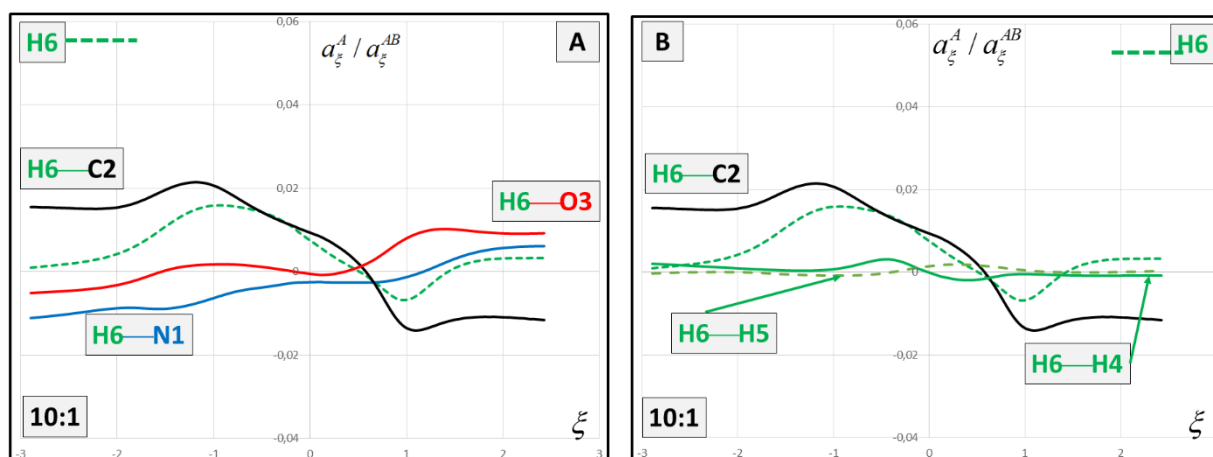 H6
A
a_ξ^A / a_ξ^AB
0,06
0,04
H6—C2
0,02
H6—O3
0
H6—N1
-0,02
10:1
ξ
-0,04
-3 -2 -1 0 1 2 3
B
a_ξ^A / a_ξ^AB
0,06
H6
0,04
H6—C2
0,02
0
H6—H5
-0,02
H6—H4
10:1
ξ
-0,04
-3 -2 -1 0 1 2